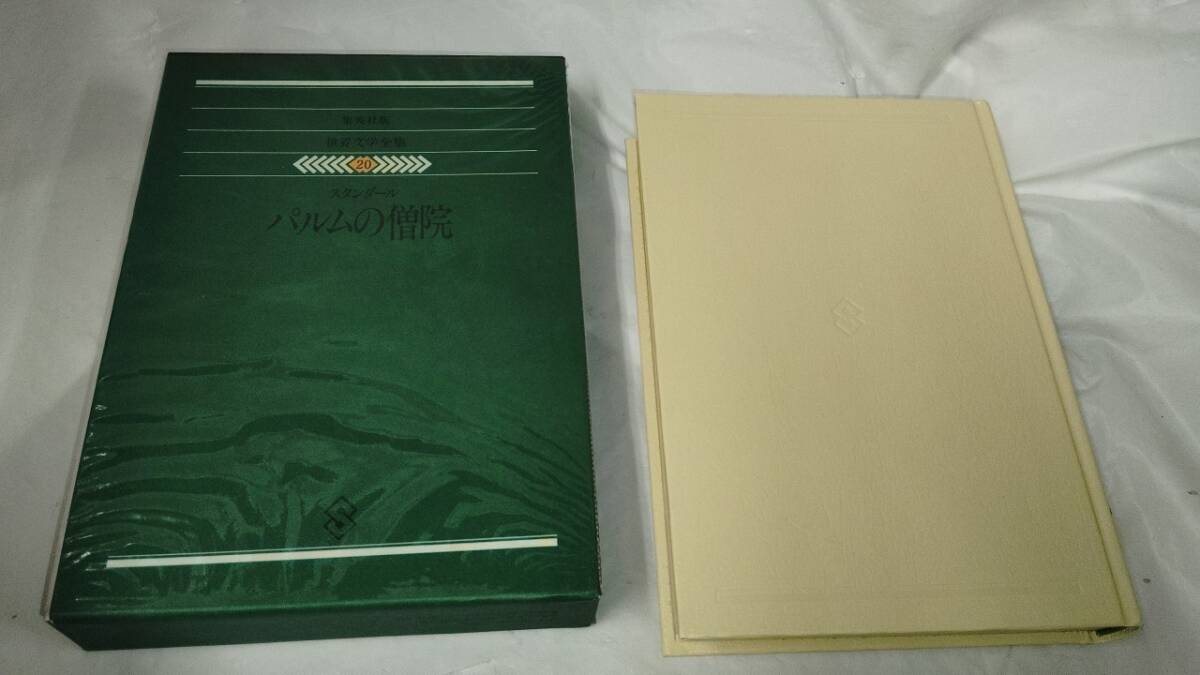 集英社版
世界文学全集
20
スタンダール
パルムの僧院